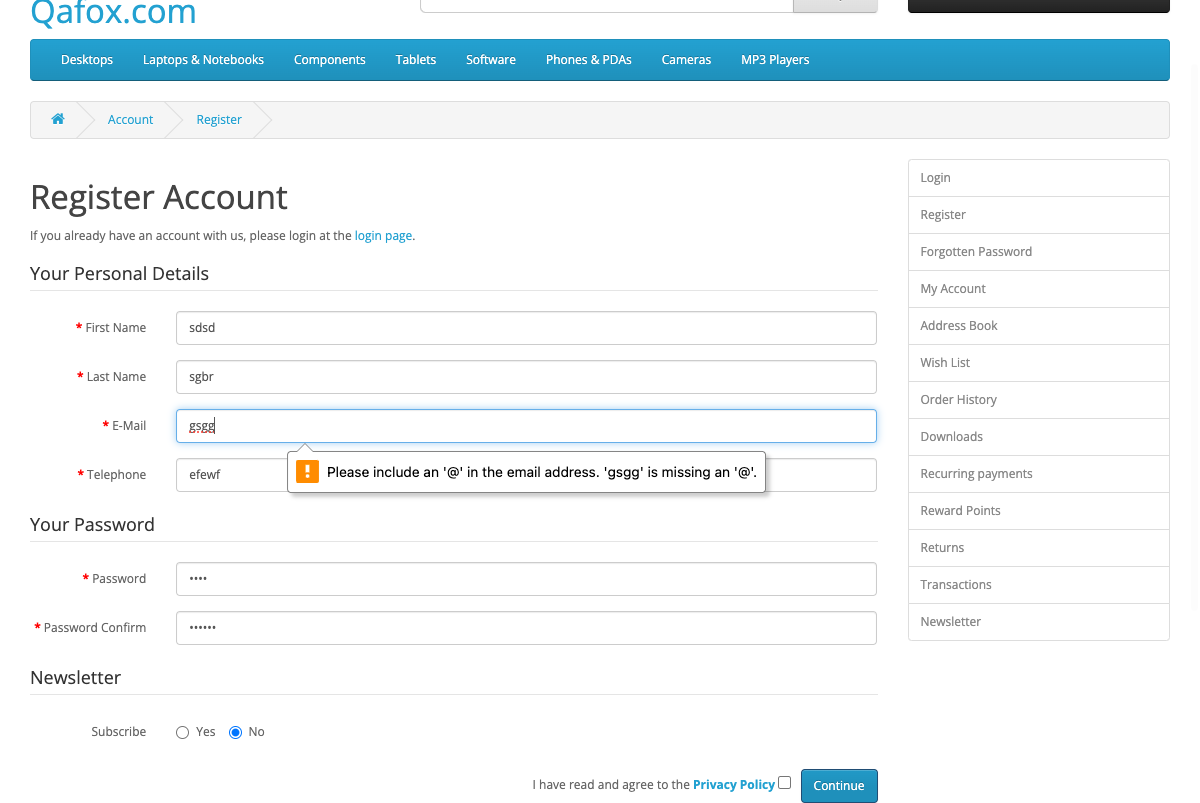 Qafox.com
Desktops Laptops & Notebooks Components Tablets Software Phones & PDAs Cameras MP3 Players
Account Register
Register Account
If you already have an account with us, please login at the login page.
Your Personal Details
* First Name sdsd
* Last Name sgbr
* E-Mail gsgg
Please include an '@' in the email address. 'gsgg' is missing an '@'.
* Telephone efewf
Your Password
* Password ••••
* Password Confirm ••••••
Newsletter
Subscribe Yes No
I have read and agree to the Privacy Policy Continue
Login
Register
Forgotten Password
My Account
Address Book
Wish List
Order History
Downloads
Recurring payments
Reward Points
Returns
Transactions
Newsletter